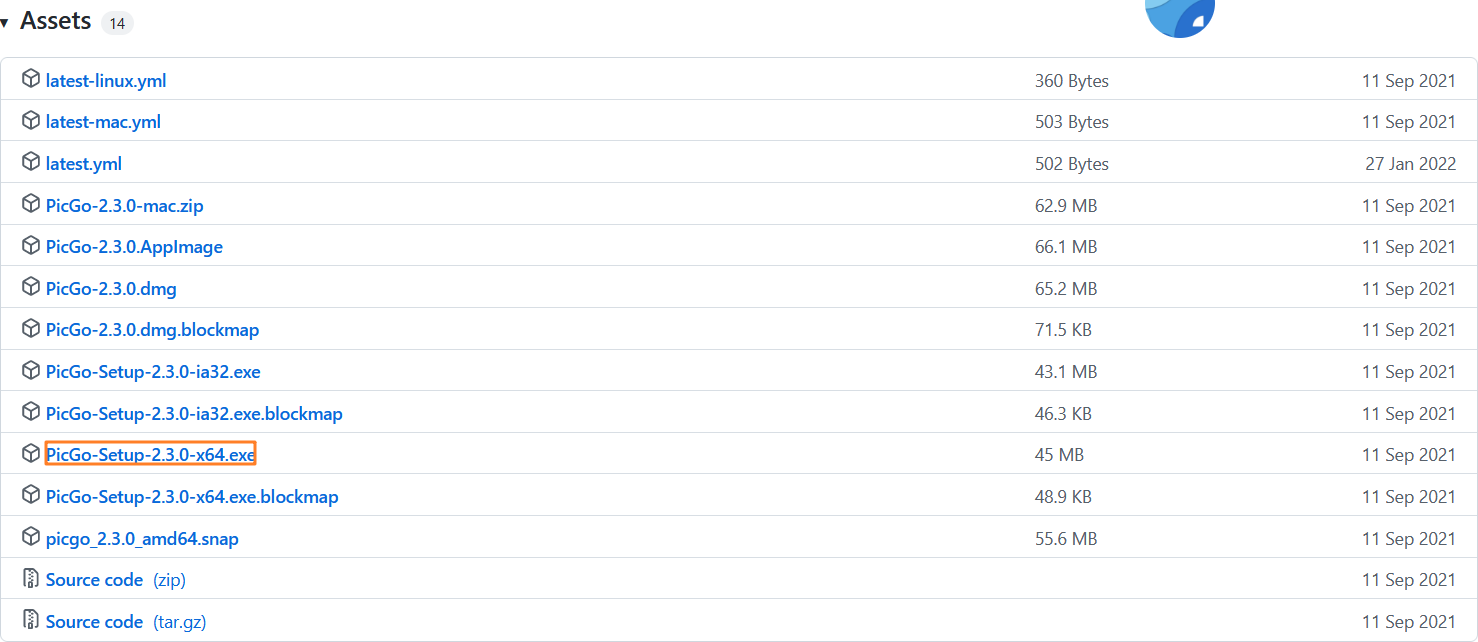 Assets 14
latest-linux.yml 360 Bytes 11 Sep 2021
latest-mac.yml 503 Bytes 11 Sep 2021
latest.yml 502 Bytes 27 Jan 2022
PicGo-2.3.0-mac.zip 62.9 MB 11 Sep 2021
PicGo-2.3.0.AppImage 66.1 MB 11 Sep 2021
PicGo-2.3.0.dmg 65.2 MB 11 Sep 2021
PicGo-2.3.0.dmg.blockmap 71.5 KB 11 Sep 2021
PicGo-Setup-2.3.0-ia32.exe 43.1 MB 11 Sep 2021
PicGo-Setup-2.3.0-ia32.exe.blockmap 46.3 KB 11 Sep 2021
PicGo-Setup-2.3.0-x64.exe 45 MB 11 Sep 2021
PicGo-Setup-2.3.0-x64.exe.blockmap 48.9 KB 11 Sep 2021
picgo_2.3.0_amd64.snap 55.6 MB 11 Sep 2021
Source code (zip) 11 Sep 2021
Source code (tar.gz) 11 Sep 2021